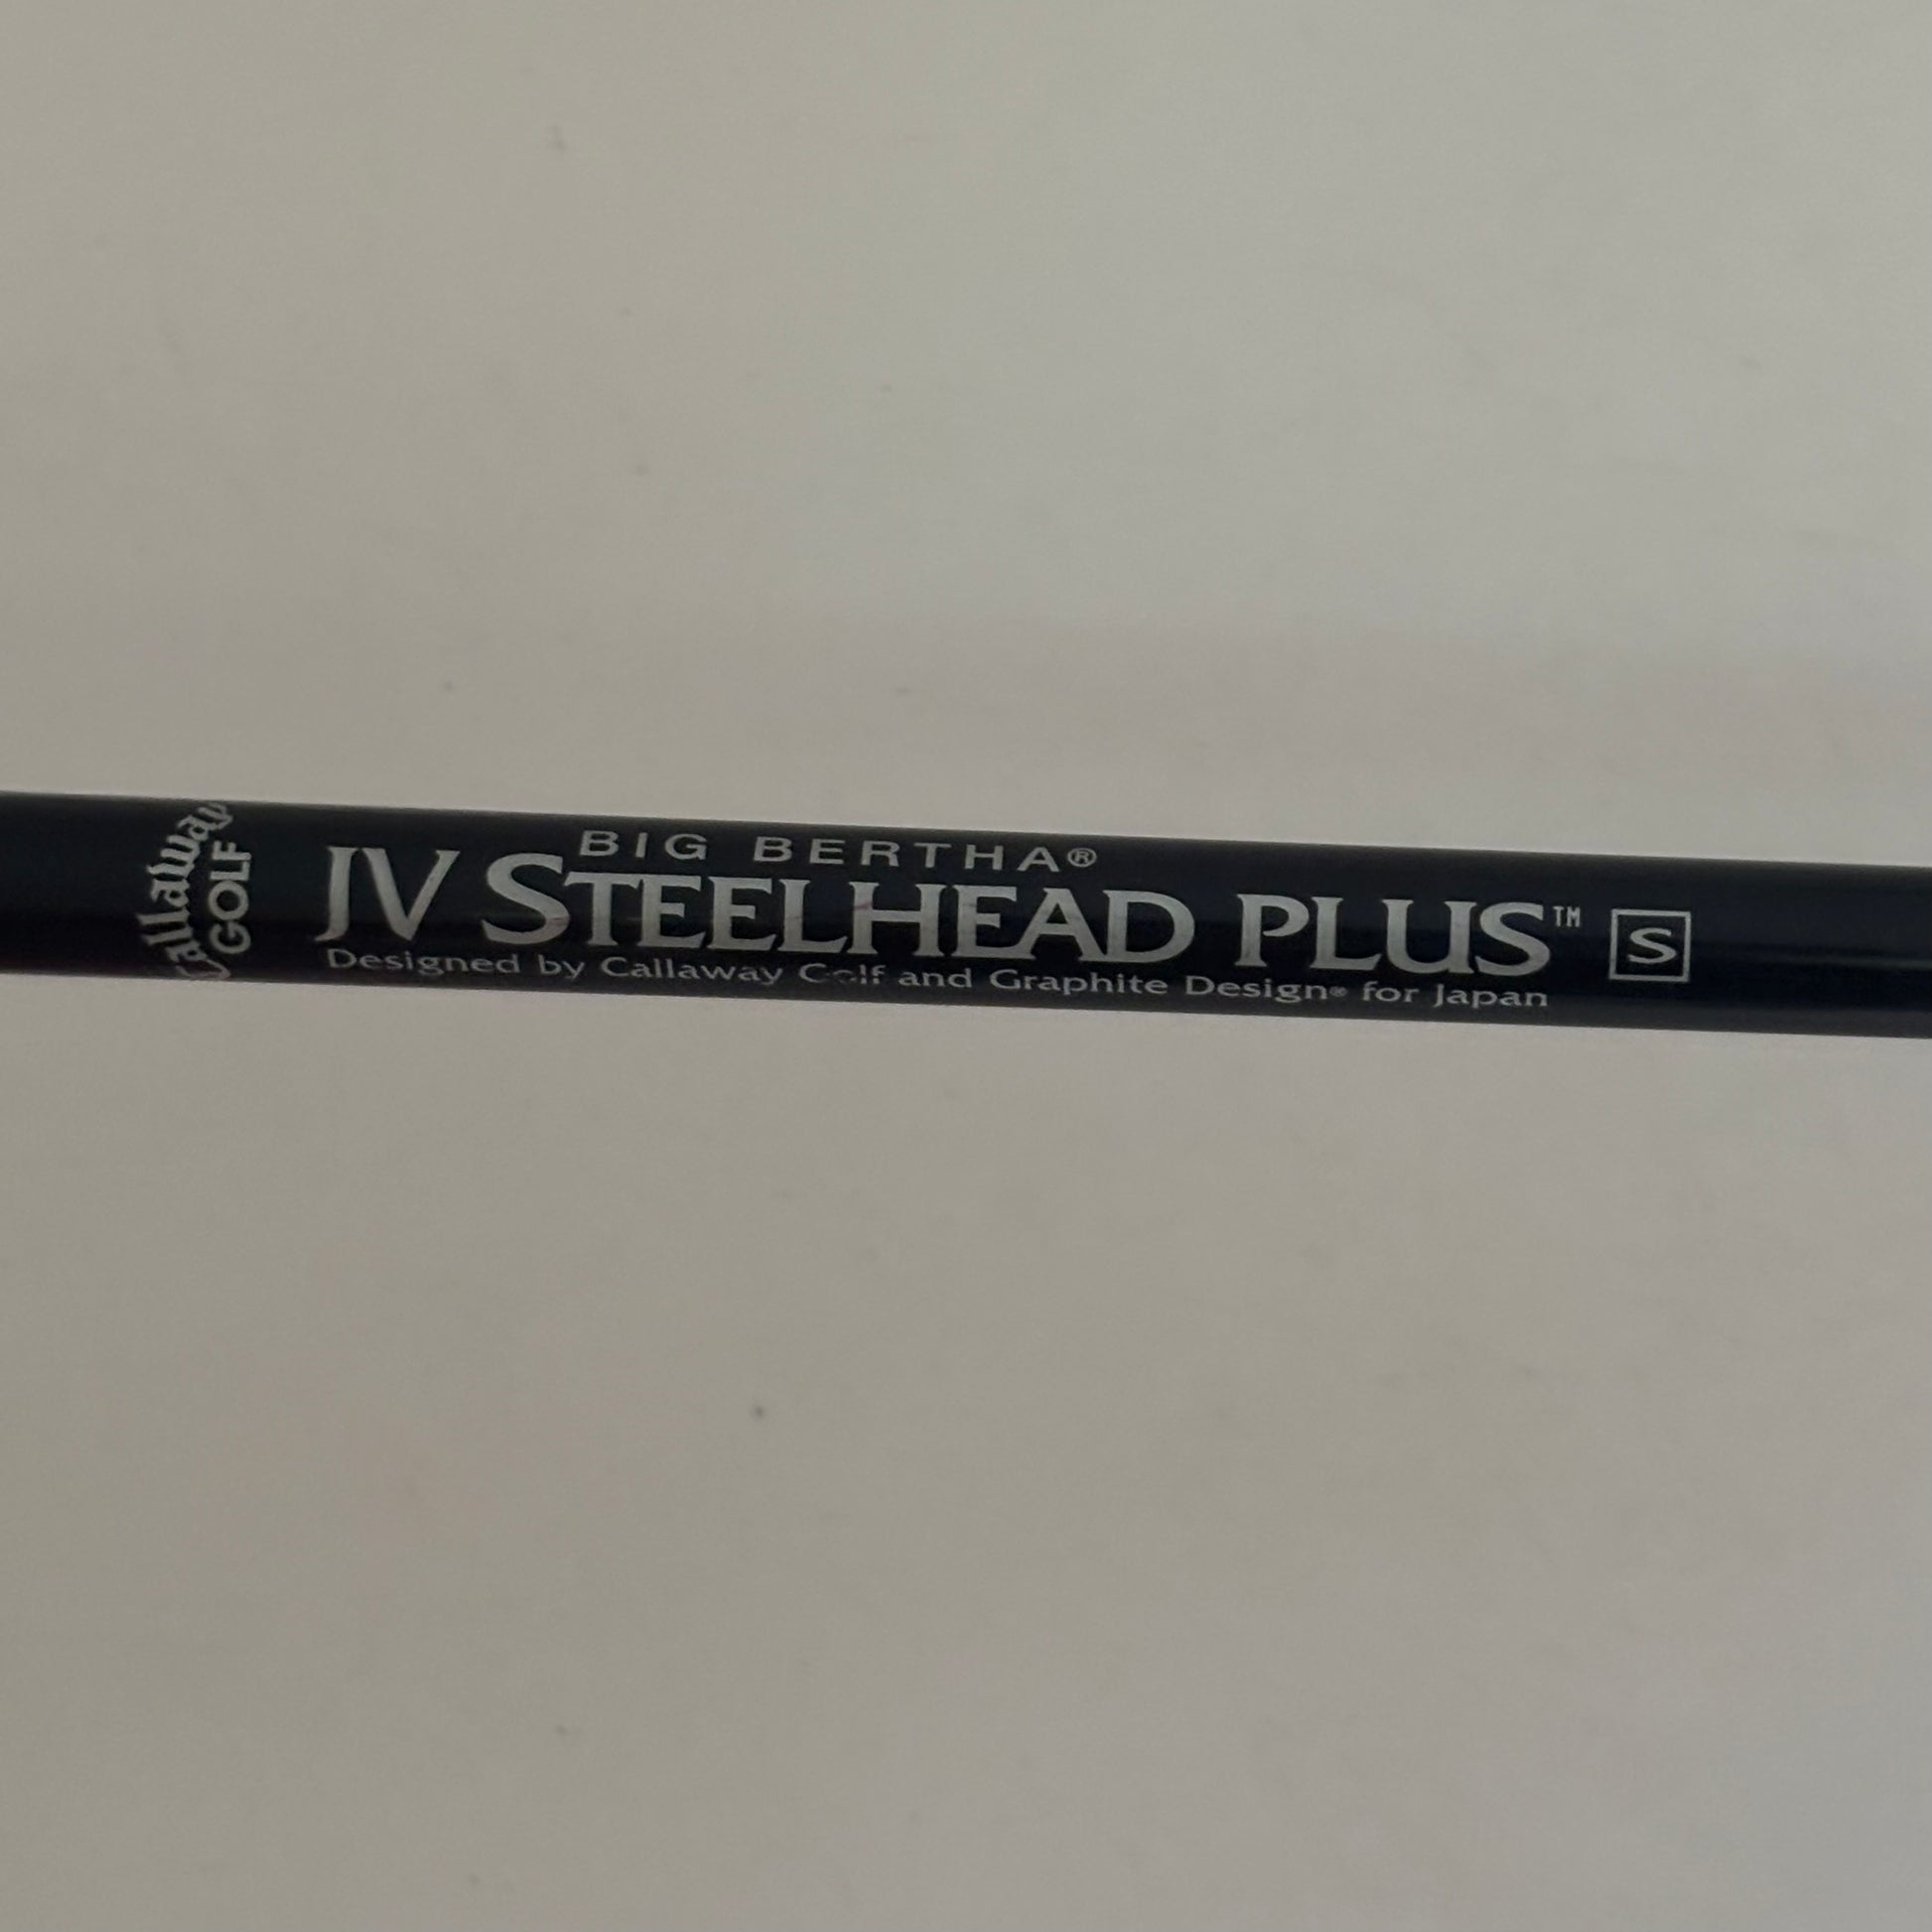 Callaway
GOLF
BIG BERTHA®
JV STEELHEAD PLUS™ S
Designed by Callaway Golf and Graphite Design® for Japan